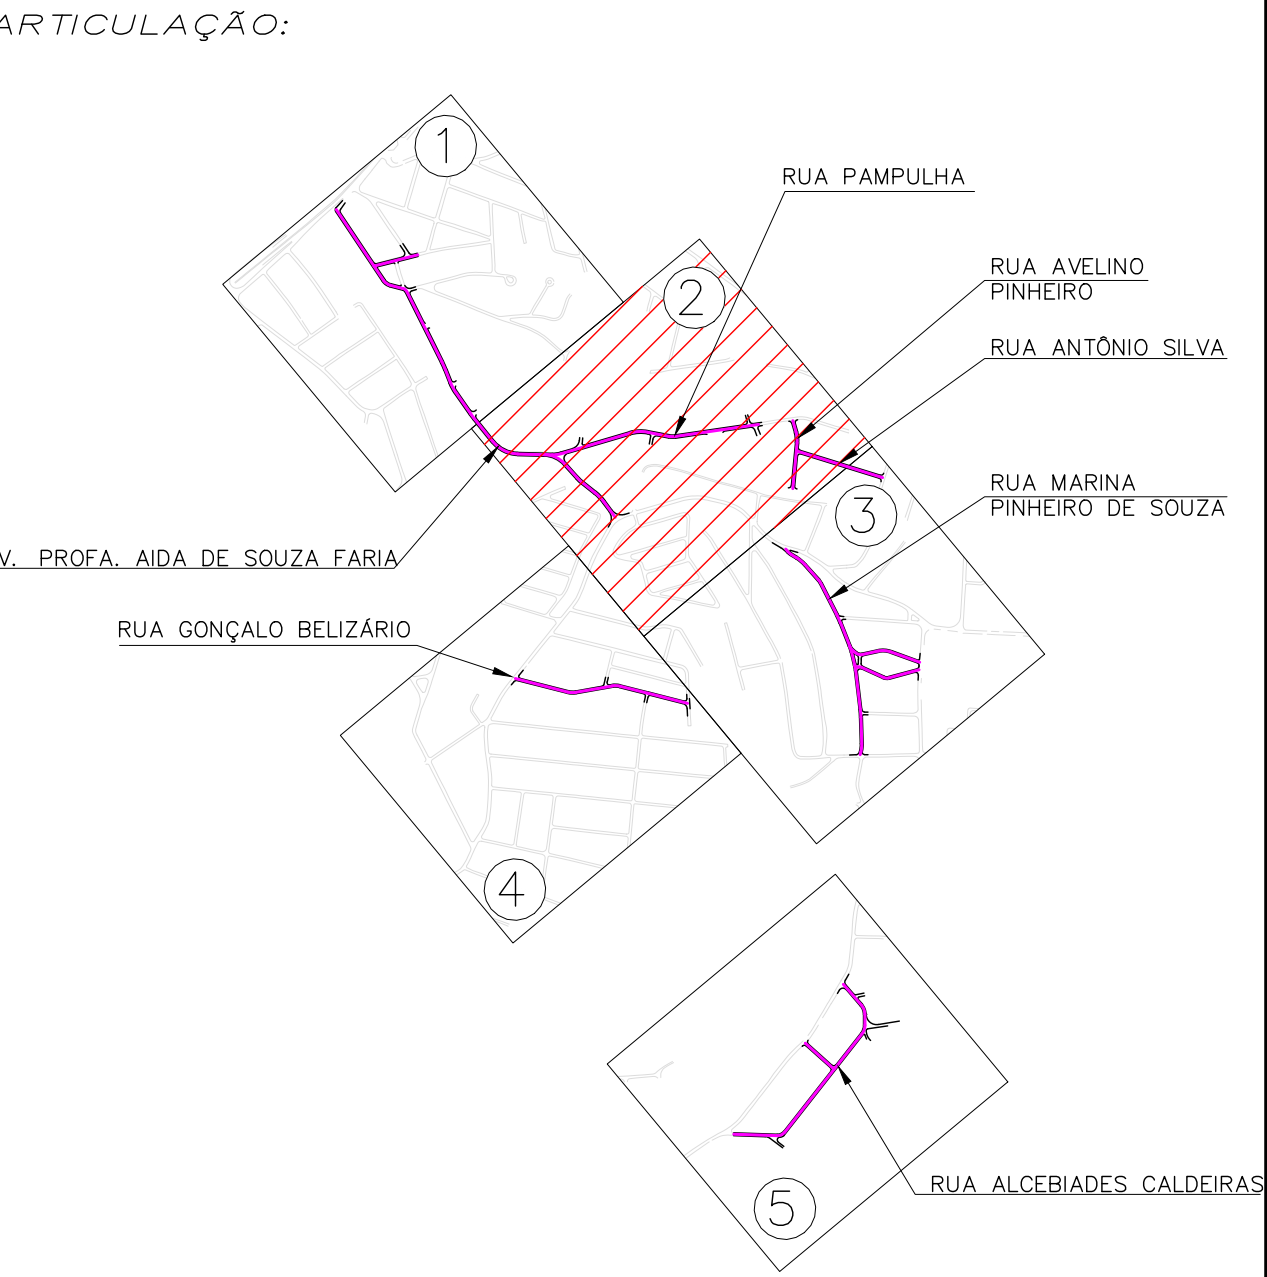 ARTICULAÇÃO:
1
RUA PAMPULHA
2
RUA AVELINO
PINHEIRO
RUA ANTÔNIO SILVA
RUA MARINA
PINHEIRO DE SOUZA
3
V. PROFA. AIDA DE SOUZA FARIA
RUA GONÇALO BELIZÁRIO
4
RUA ALCEBIADES CALDEIRAS
5